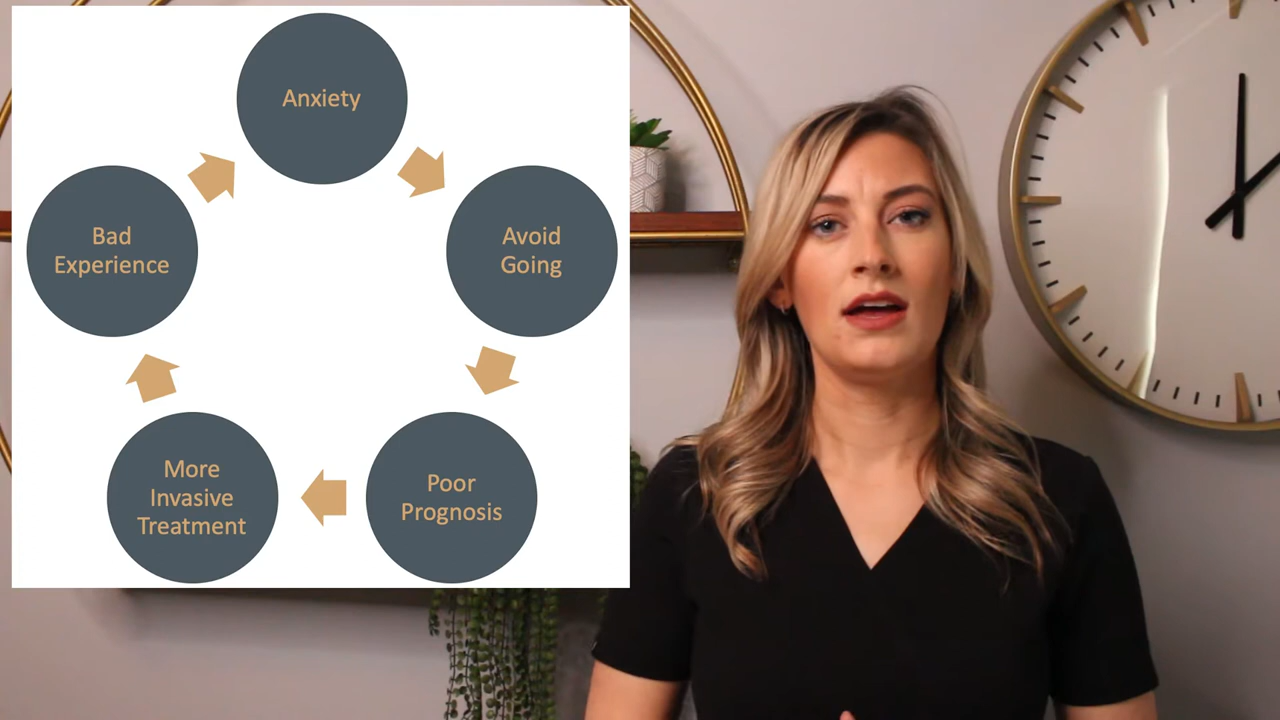 Anxiety
Avoid
Going
Poor
Prognosis
More
Invasive
Treatment
Bad
Experience